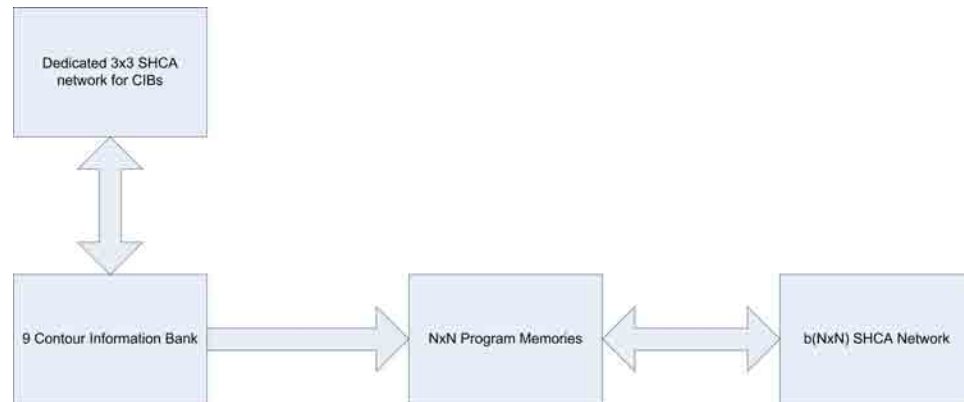 Dedicated 3x3 SHCA
network for CIBs
9 Contour Information Bank
NxN Program Memories
b(NxN) SHCA Network